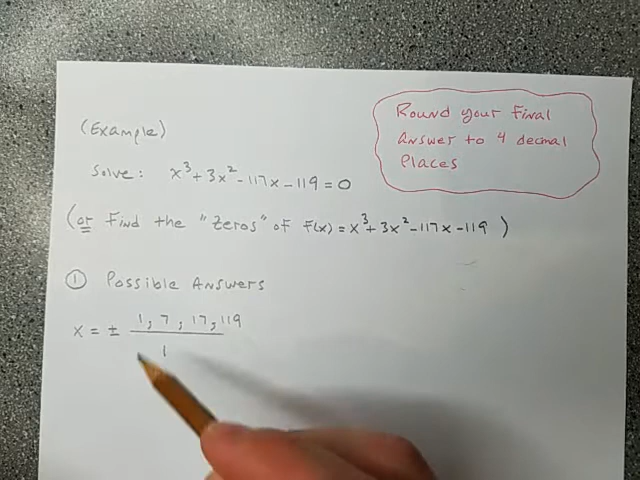 (Example)
Round your final
Answer to 4 decimal
Places
Solve: x³+3x²-117x-119=0
(or Find the "Zeros" of f(x)=x³+3x²-117x-119)
① Possible Answers
x = ± 1, 7, 17, 119
1